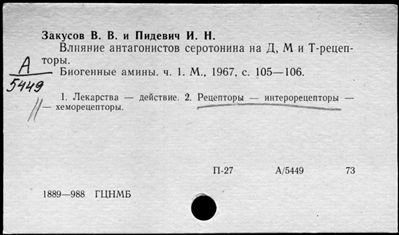 Закусов В. В. и Пидевич И. Н.
Влияние антагонистов серотонина на Д, М и Т-рецеп-
торы.
А
5449
Биогенные амины. ч. 1. М., 1967, с. 105—106.
1. Лекарства — действие. 2. Рецепторы — интерорецепторы —
— хеморецепторы.
П-27 А/5449 73
1889—988 ГЦНМБ